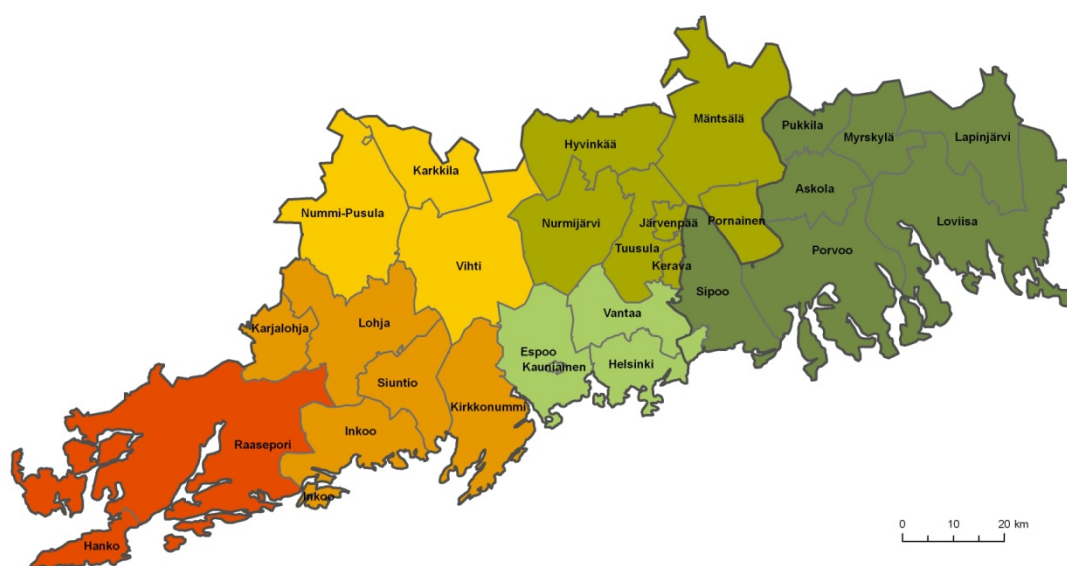 Mäntsälä
Pukkila
Myrskylä
Lapinjärvi
Hyvinkää
Karkkila
Askola
Nummi-Pusula
Nurmijärvi
Järvenpää
Pornainen
Loviisa
Tuusula
Porvoo
Vihti
Kerava
Sipoo
Karjalohja
Lohja
Vantaa
Espoo
Kauniainen
Helsinki
Siuntio
Kirkkonummi
Inkoo
Raasepori
Inkoo
Hanko
0 10 20 km